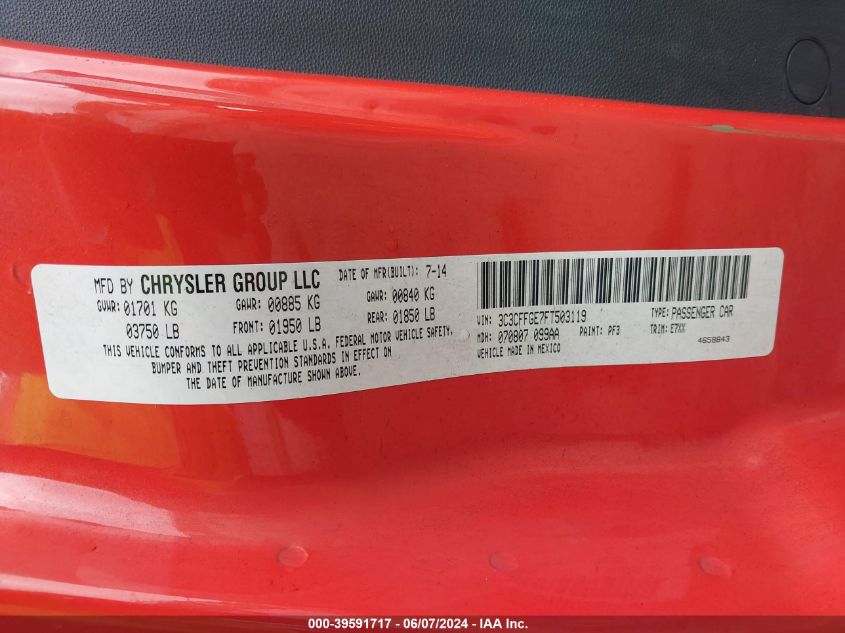 MFD BY CHRYSLER GROUP LLC DATE OF MFR(BUILT): 7-14
GVWR: 01701 KG GAWR: 00885 KG GAWR: 00840 KG
03750 LB FRONT: 01950 LB REAR: 01850 LB
THIS VEHICLE CONFORMS TO ALL APPLICABLE U.S.A. FEDERAL MOTOR VEHICLE SAFETY,
BUMPER AND THEFT PREVENTION STANDARDS IN EFFECT ON
THE DATE OF MANUFACTURE SHOWN ABOVE.
VIN: 3C3CFFGE7FT503119 TYPE: PASSENGER CAR
MDH: 070807 099AA PAINT: PF3 TRIM: E7XX
VEHICLE MADE IN MEXICO 4658843
000-39591717 - 06/07/2024 - IAA Inc.